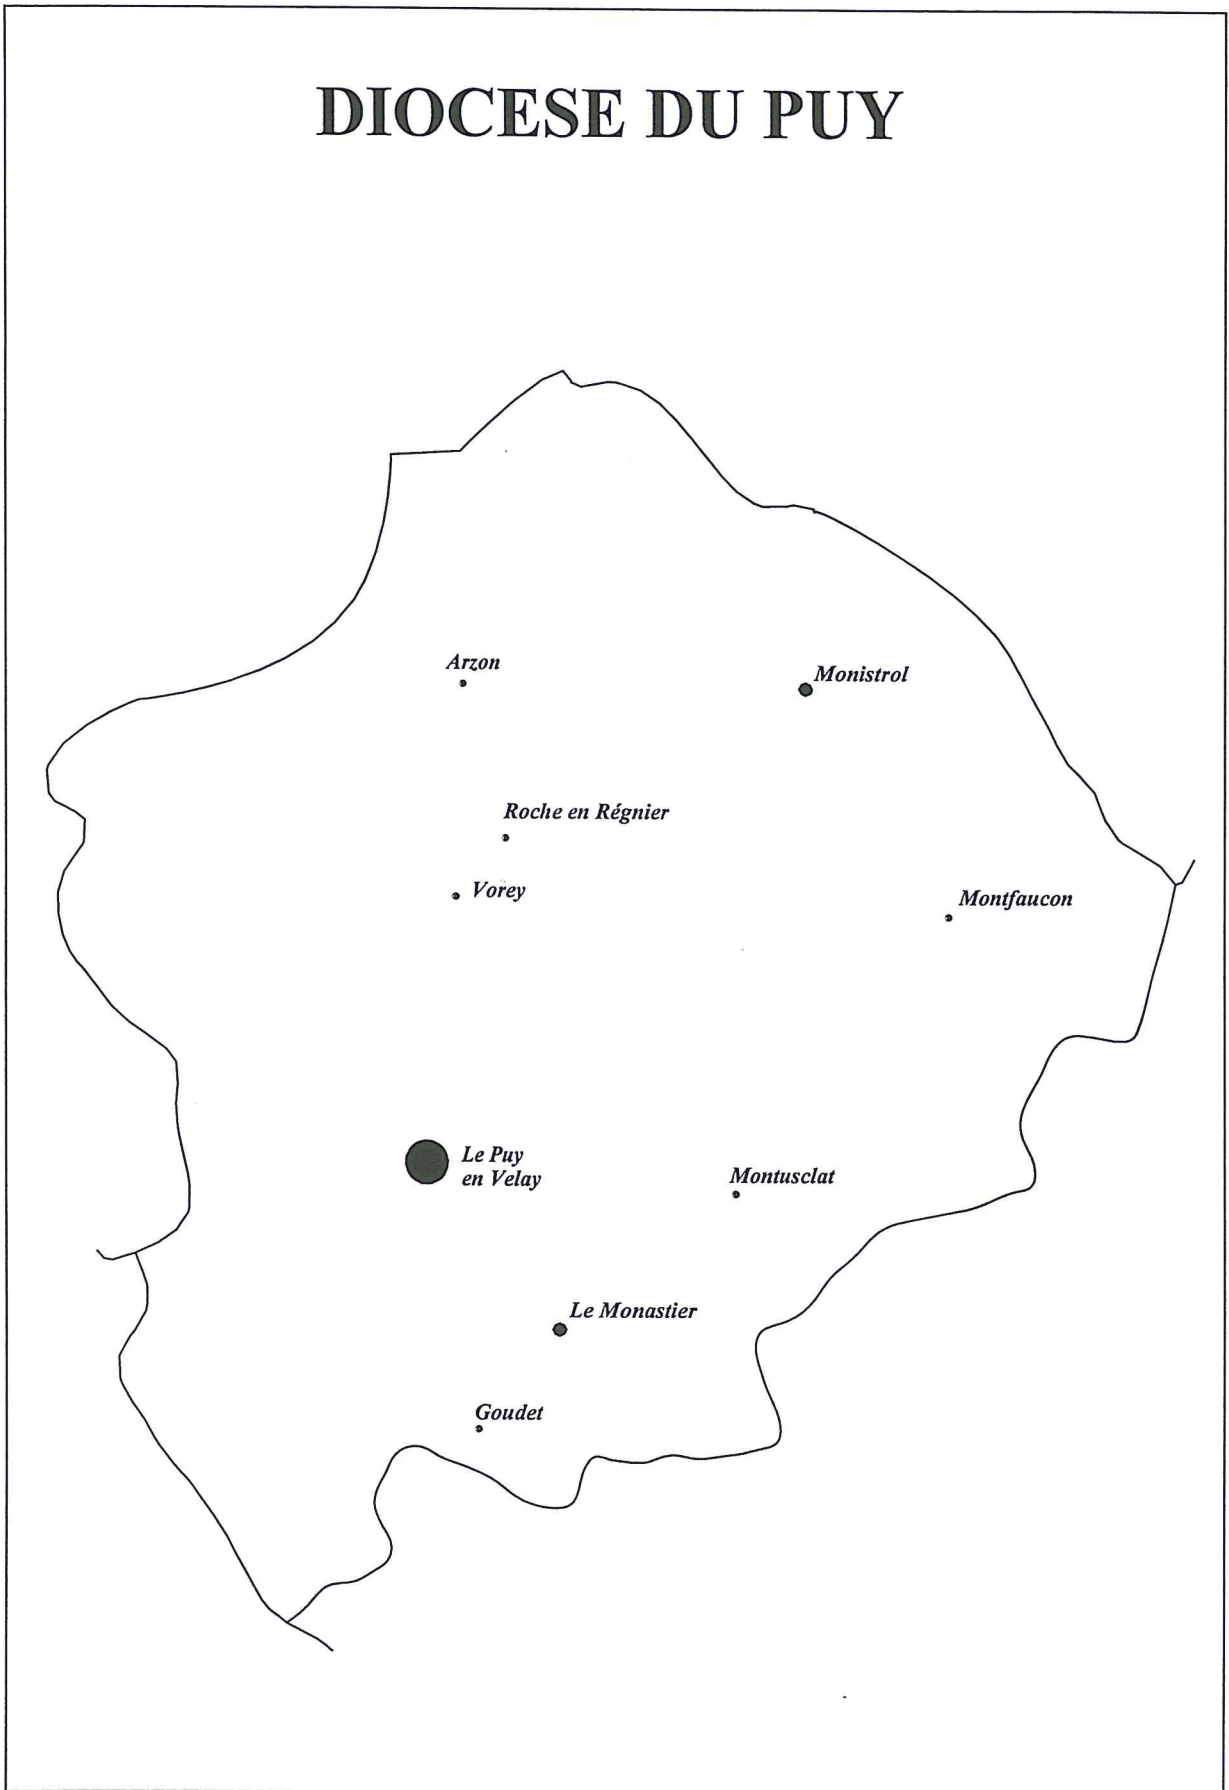 DIOCESE DU PUY
Arzon
Monistrol
Roche en Régnier
Vorey
Montfaucon
Le Puy
en Velay
Montusclat
Le Monastier
Goudet